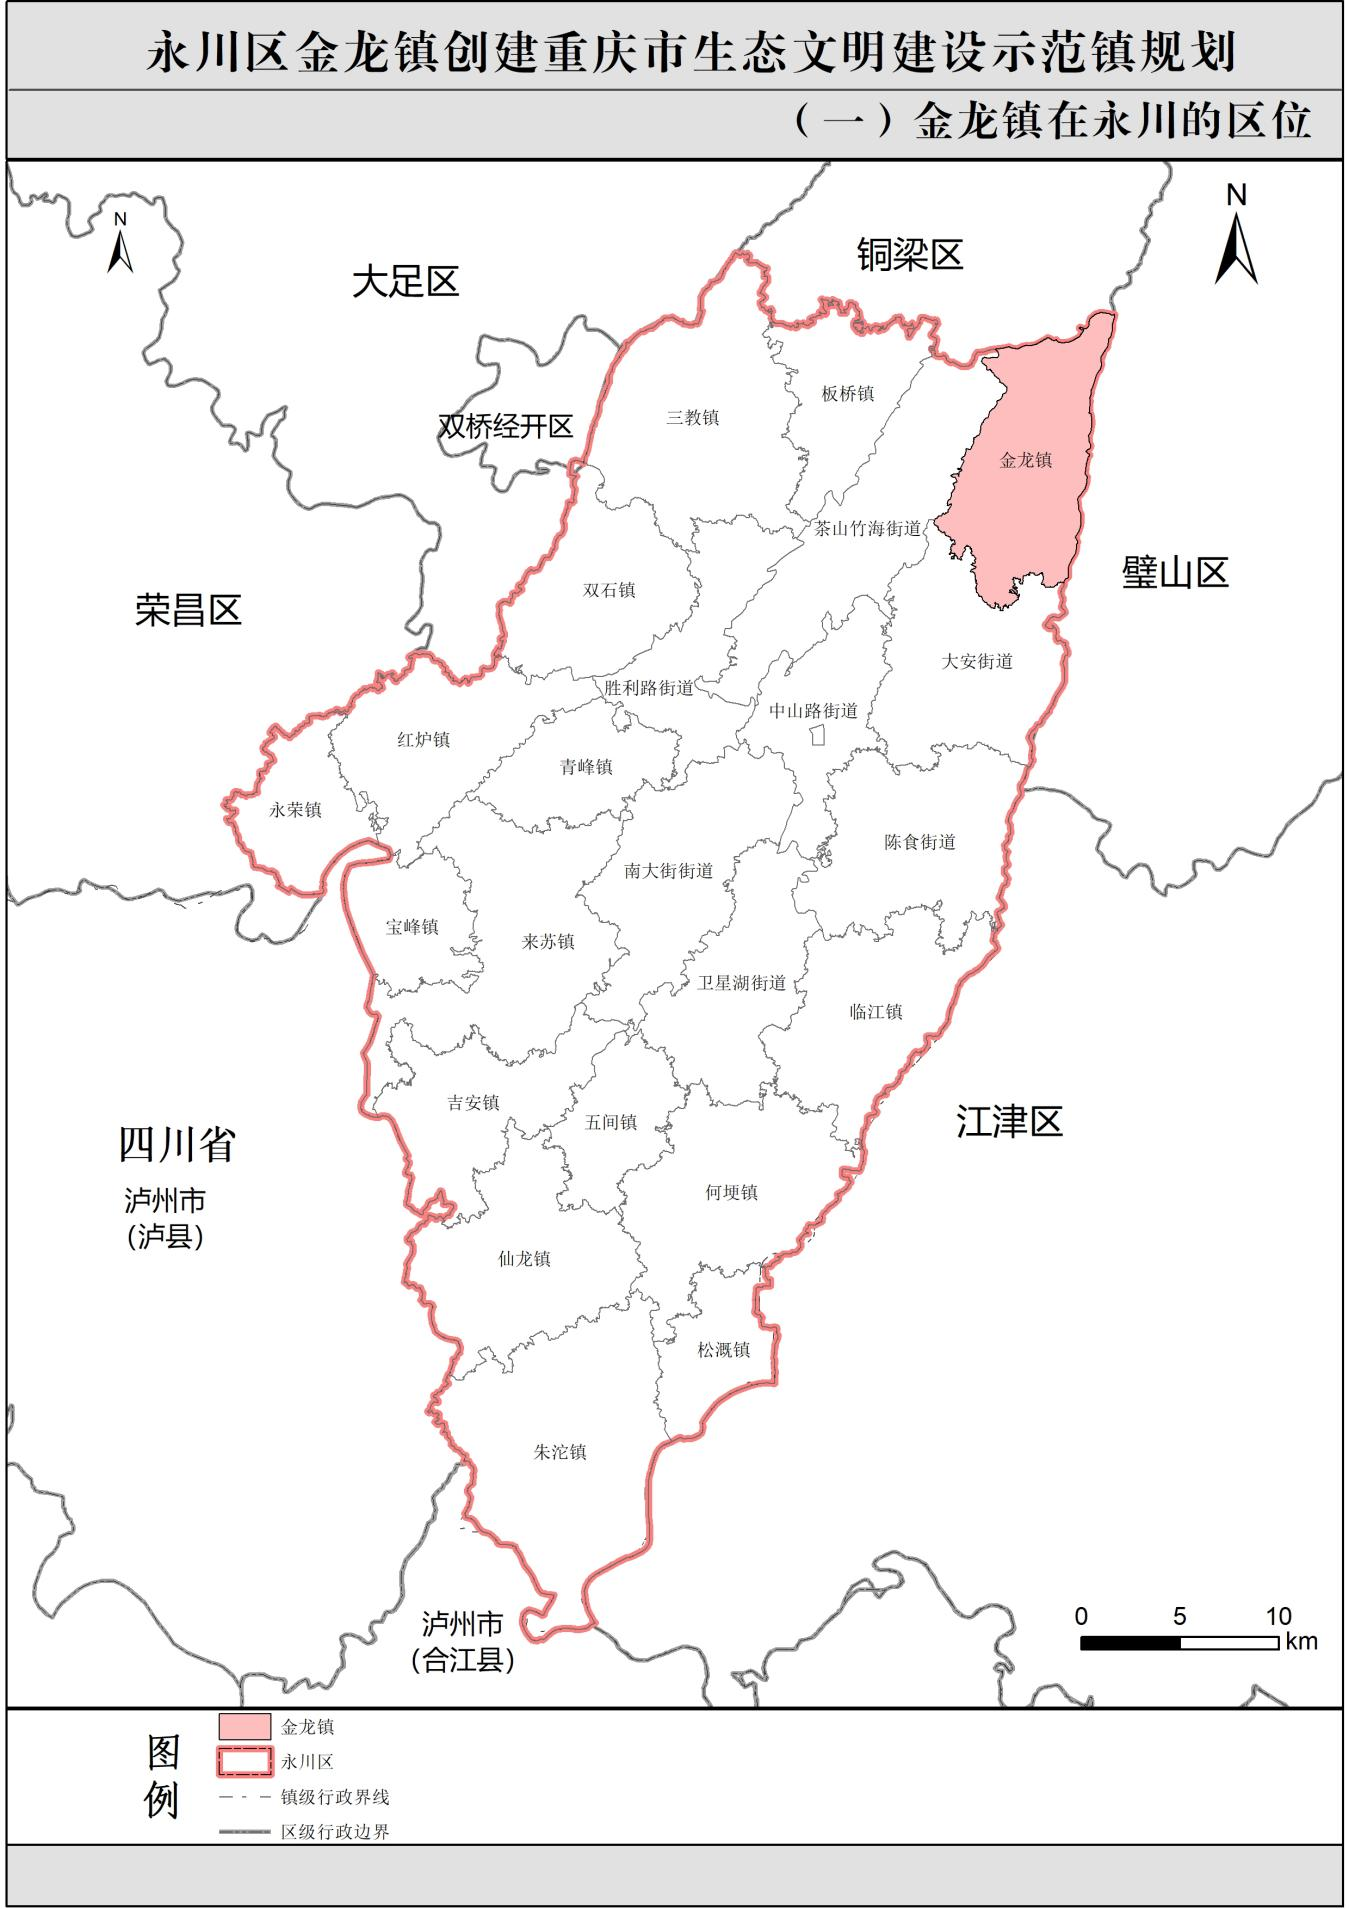 永川区金龙镇创建重庆市生态文明建设示范镇规划
（一）金龙镇在永川的区位
N
N
铜梁区
大足区
双桥经开区
板桥镇
三教镇
金龙镇
茶山竹海街道
璧山区
双石镇
荣昌区
大安街道
胜利路街道
中山路街道
红炉镇
青峰镇
永荣镇
陈食街道
南大街街道
宝峰镇
来苏镇
卫星湖街道
临江镇
吉安镇
五间镇
江津区
四川省
泸州市
（泸县）
何埂镇
仙龙镇
松溉镇
朱沱镇
泸州市
（合江县）
0 5 10
km
图例
金龙镇
永川区
镇级行政界线
区级行政边界